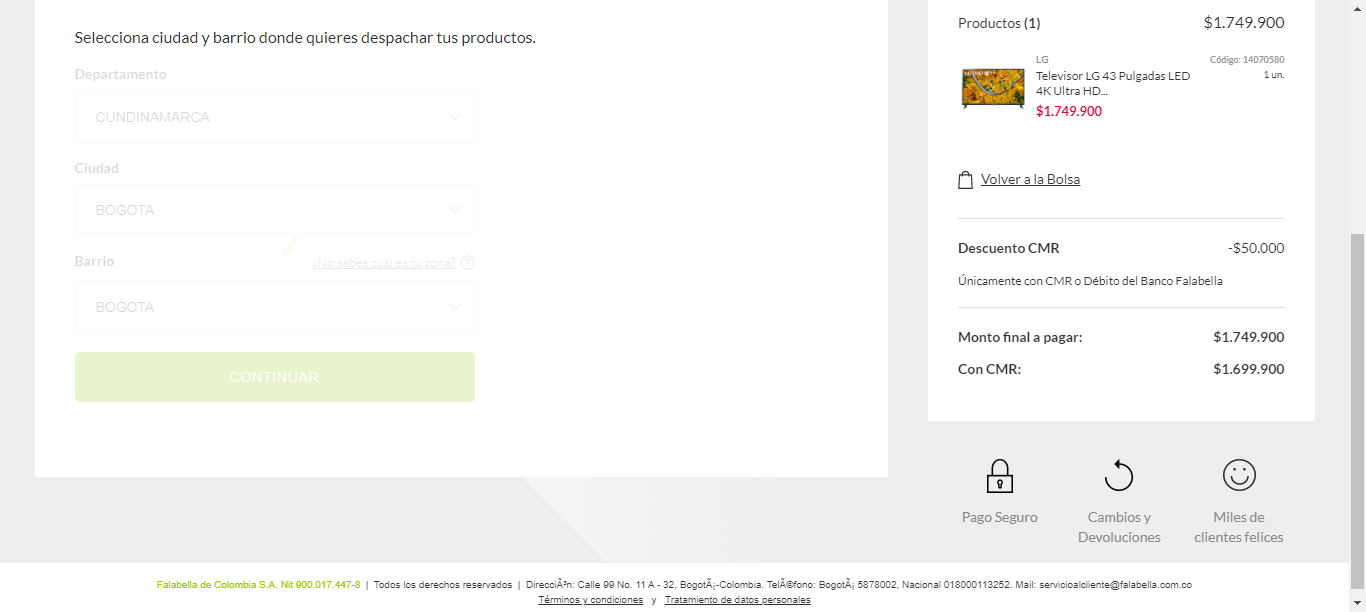 Selecciona ciudad y barrio donde quieres despachar tus productos.
Departamento
CUNDINAMARCA
Ciudad
BOGOTA
Barrio
¿No sabes cuál es tu zona? ?
BOGOTA
CONTINUAR
Productos (1) $1.749.900
LG Código: 14070580
Televisor LG 43 Pulgadas LED 1 un.
4K Ultra HD...
$1.749.900
Volver a la Bolsa
Descuento CMR -$50.000
Únicamente con CMR o Débito del Banco Falabella
Monto final a pagar: $1.749.900
Con CMR: $1.699.900
Pago Seguro
Cambios y
Devoluciones
Miles de
clientes felices
Falabella de Colombia S.A. Nit 900.017.447-8 | Todos los derechos reservados | DirecciÃ³n: Calle 99 No. 11 A - 32, BogotÃ¡-Colombia. TelÃ©fono: BogotÃ¡ 5878002, Nacional 018000113252. Mail: servicioalcliente@falabella.com.co
Términos y condiciones y Tratamiento de datos personales